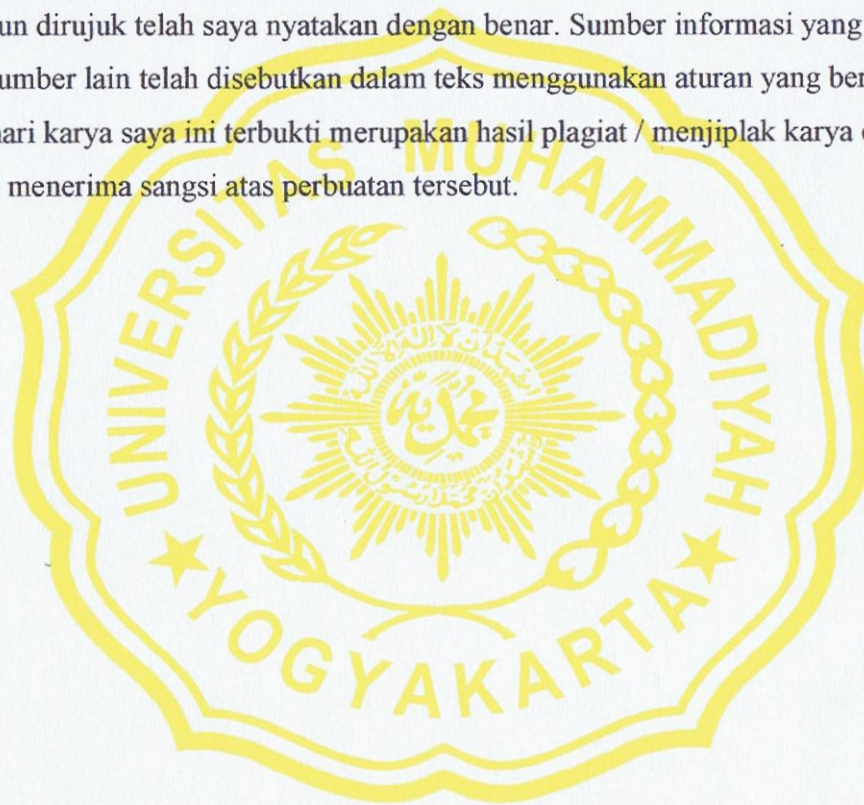 un dirujuk telah saya nyatakan dengan benar. Sumber informasi yang
umber lain telah disebutkan dalam teks menggunakan aturan yang ber
ari karya saya ini terbukti merupakan hasil plagiat / menjiplak karya
menerima sangsi atas perbuatan tersebut.
UNIVERSITAS MUHAMMADIYAH
★ YOGYAKARTA ★
محمدية